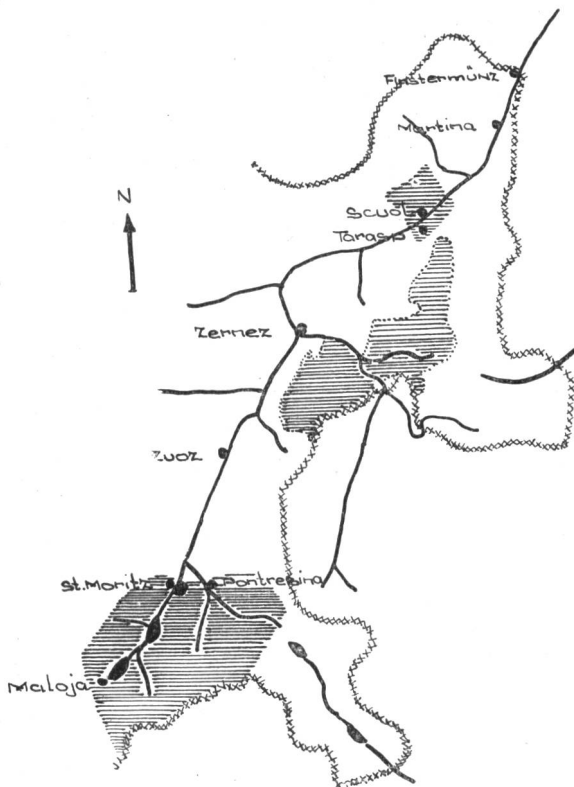 Finstermünz
Martina
N
Scuol
Tarasp
Zernez
Zuoz
St. Moritz
Pontresina
Maloja